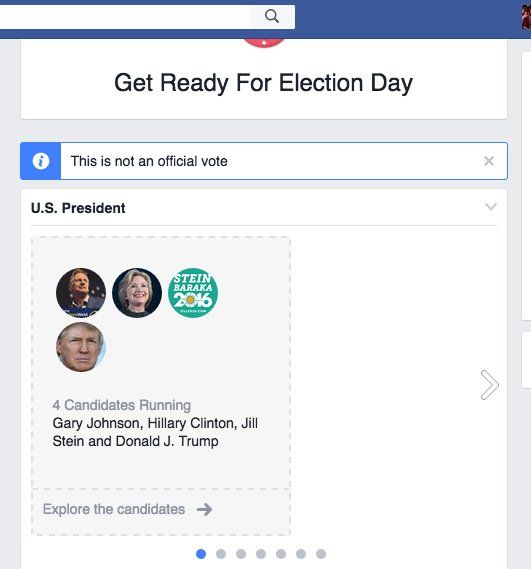 Get Ready For Election Day
This is not an official vote
U.S. President
STEIN
BARAKA
2016
4 Candidates Running
Gary Johnson, Hillary Clinton, Jill
Stein and Donald J. Trump
Explore the candidates